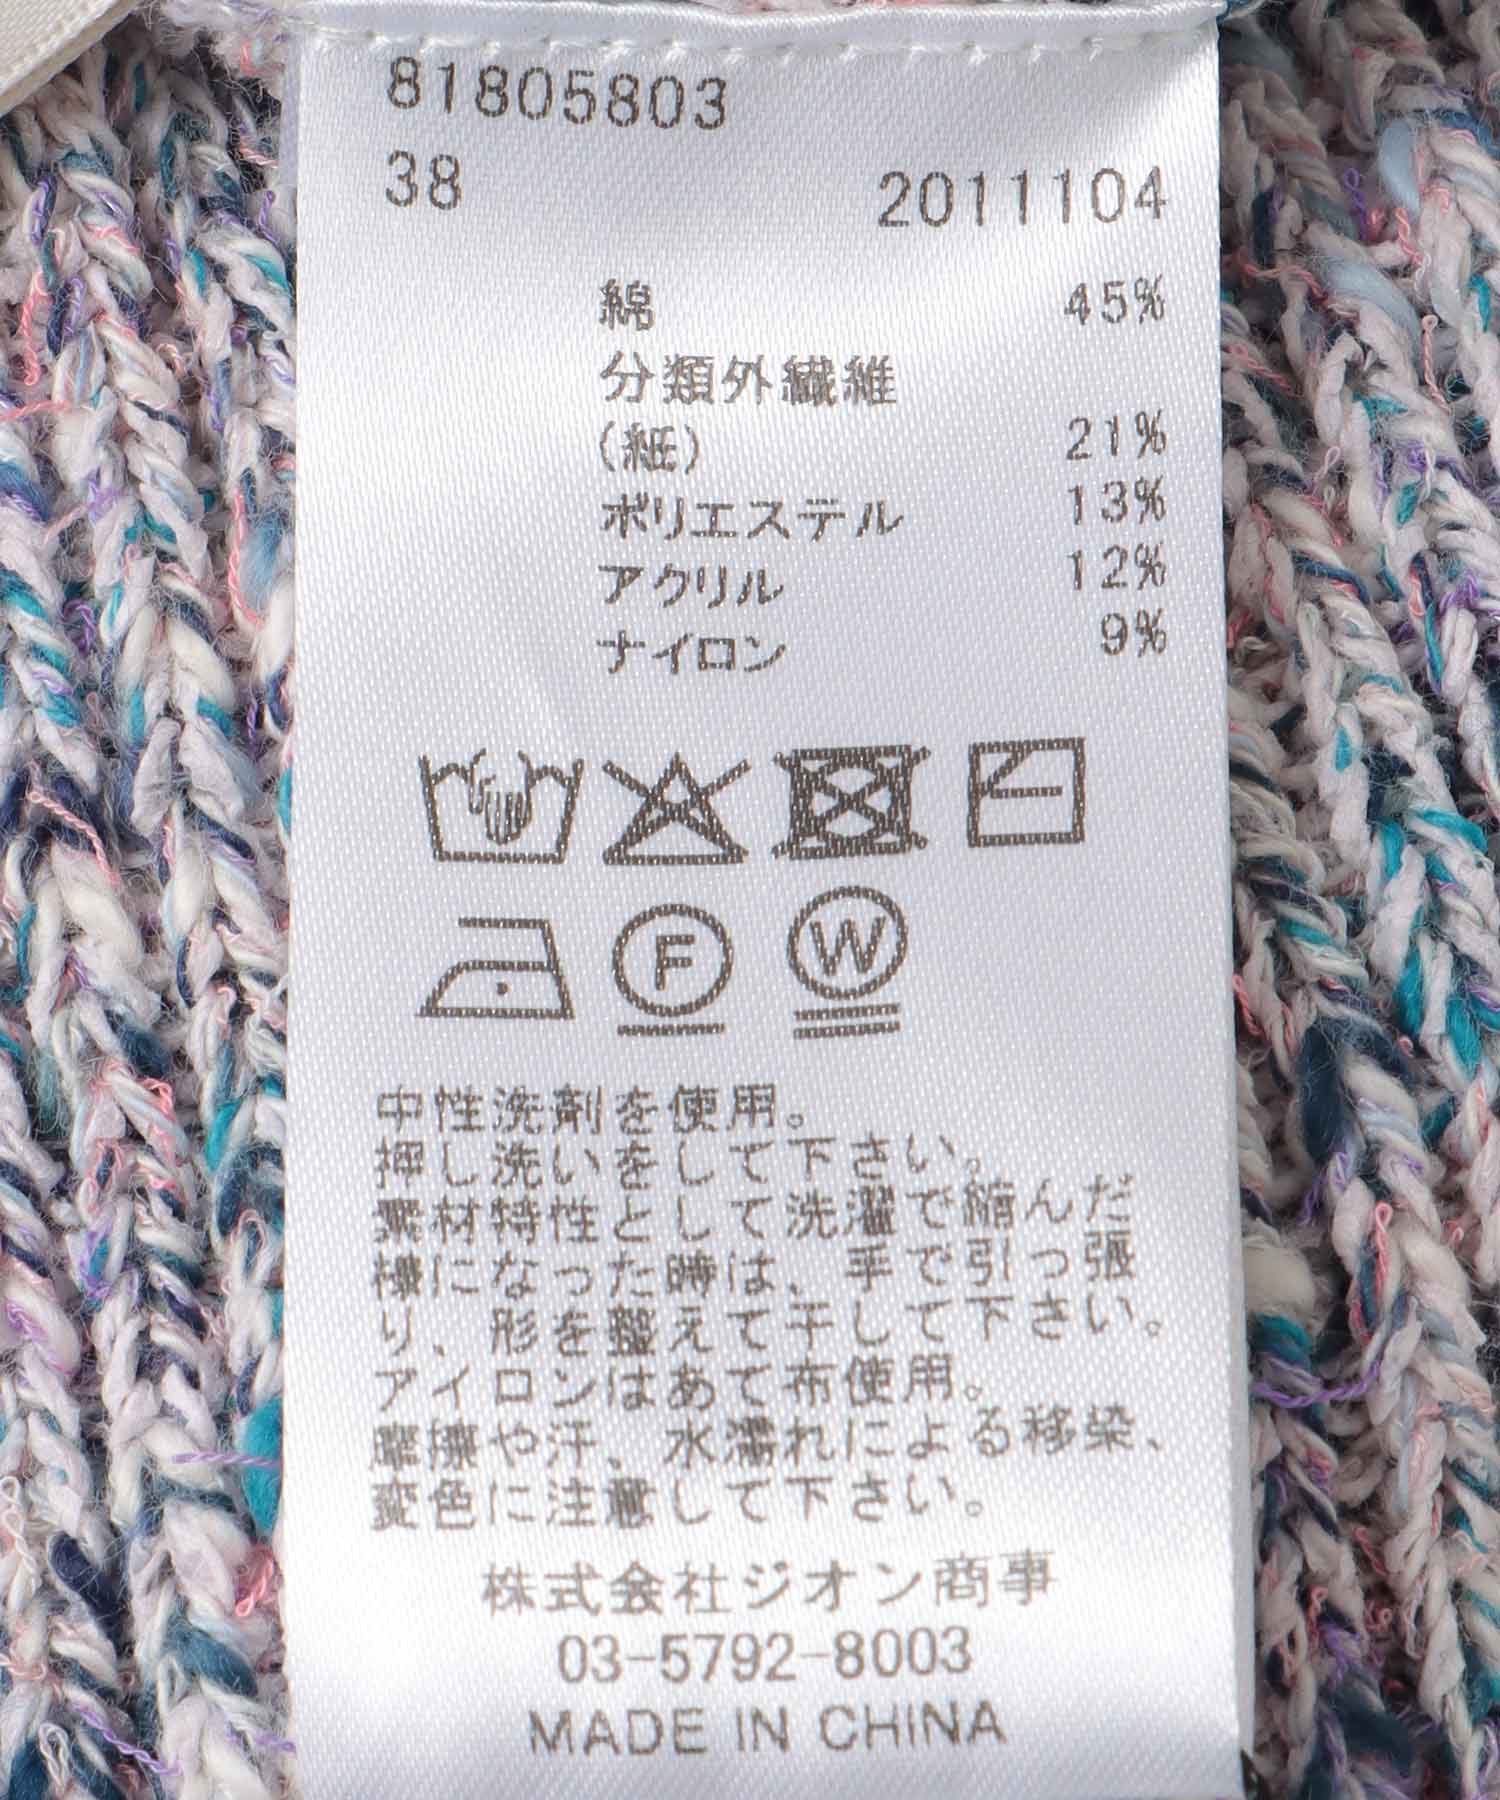 81805803
38 2011104
綿 45%
分類外繊維
(紙) 21%
ポリエステル 13%
アクリル 12%
ナイロン 9%
F W
中性洗剤を使用。
押し洗いをして下さい。
素材特性として洗濯で縮んだ
様になった時は、手で引っ張
り、形を整えて干して下さい。
アイロンはあて布使用。
摩擦や汗、水濡れによる移染、
変色に注意して下さい。
株式会社ジオン商事
03-5792-8003
MADE IN CHINA